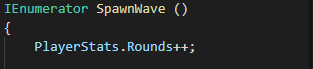 IEnumerator SpawnWave ()
{
    PlayerStats.Rounds++;